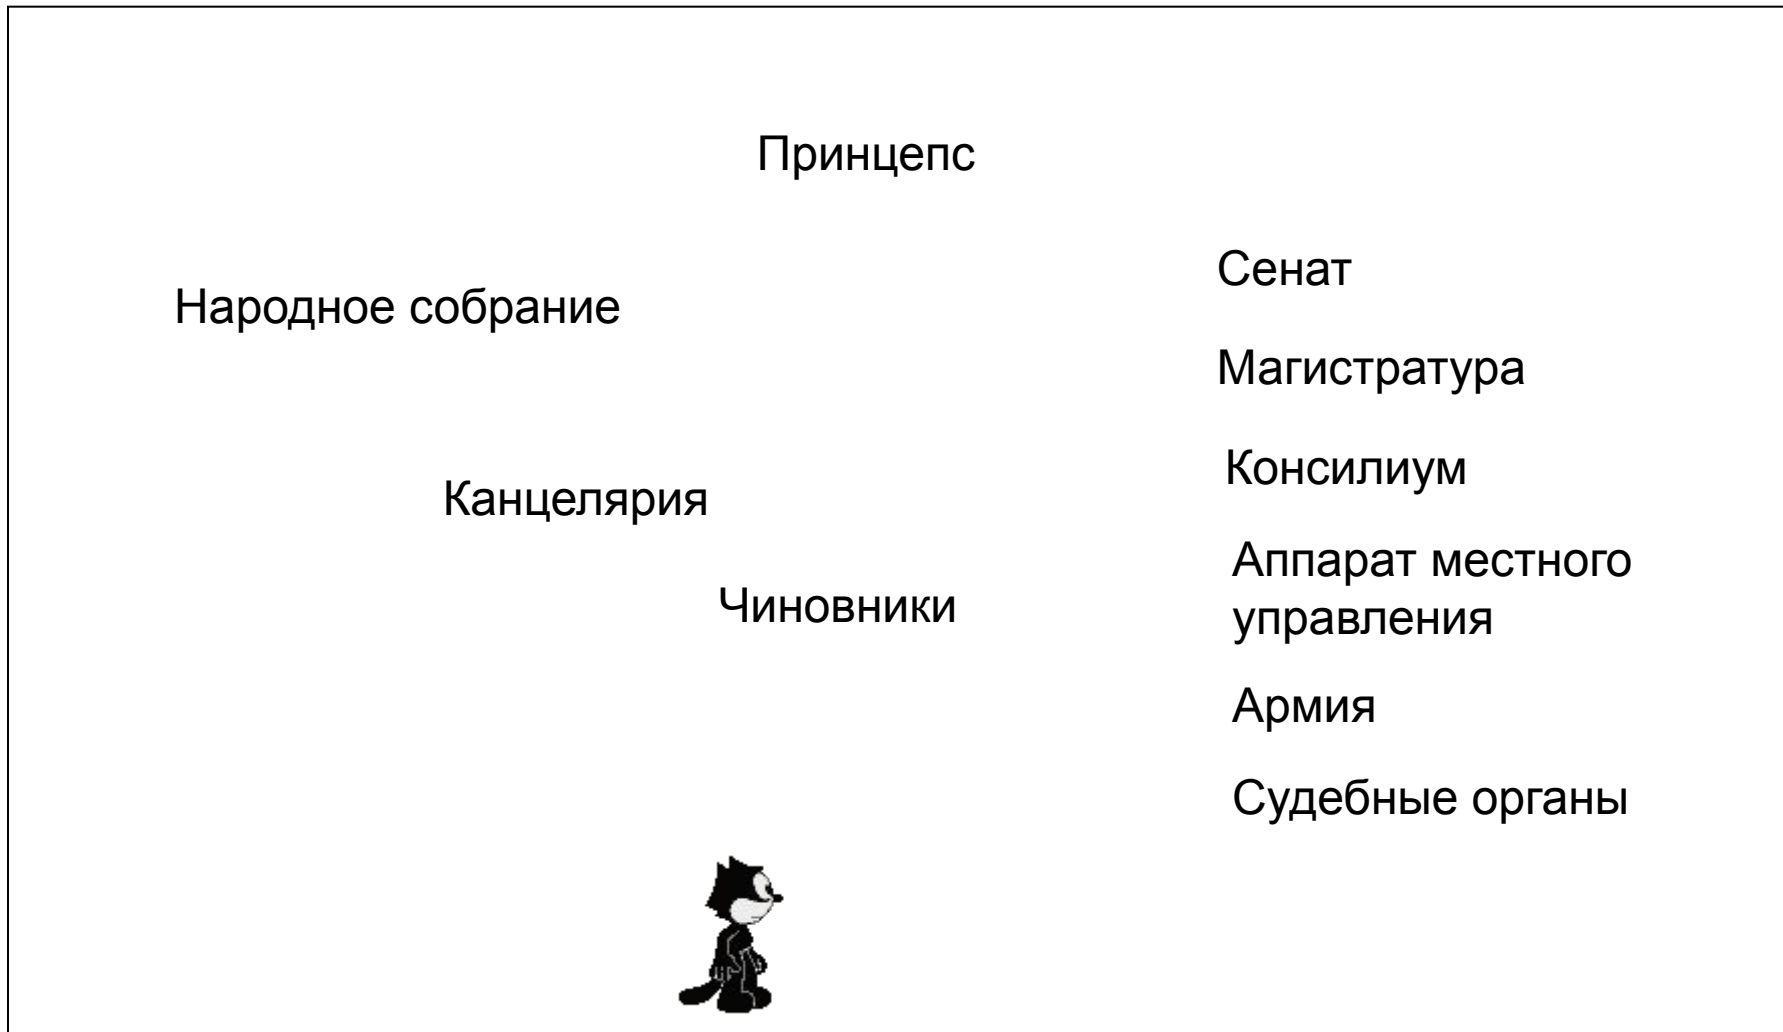 Принцепс
Сенат
Народное собрание
Магистратура
Консилиум
Канцелярия
Аппарат местного
управления
Чиновники
Армия
Судебные органы